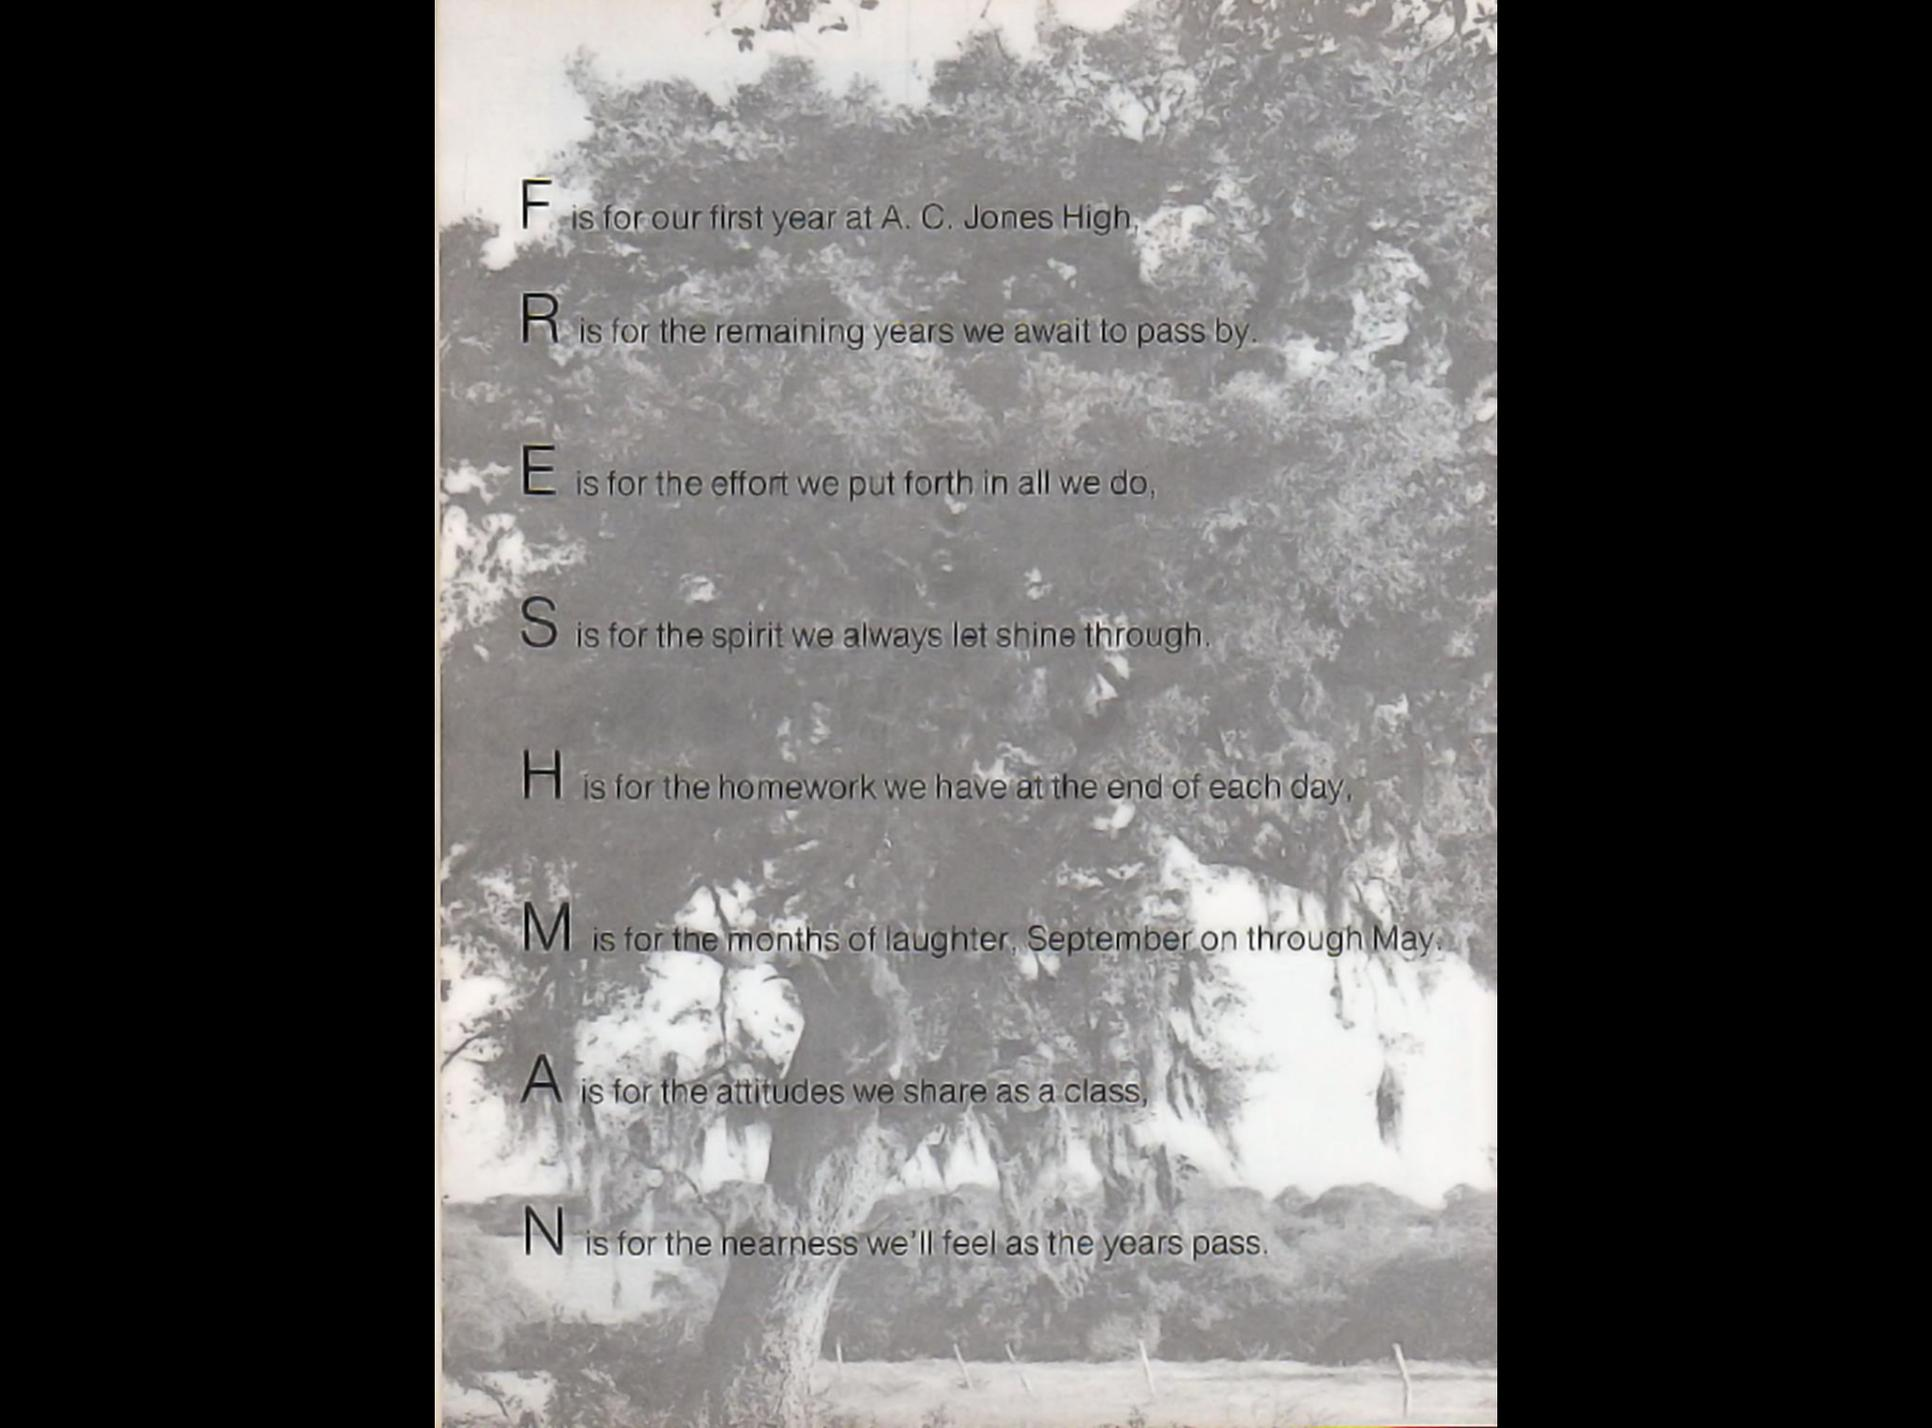 F is for our first year at A. C. Jones High,
R is for the remaining years we await to pass by.
E is for the effort we put forth in all we do,
S is for the spirit we always let shine through.
H is for the homework we have at the end of each day,
M is for the months of laughter, September on through May.
A is for the attitudes we share as a class,
N is for the nearness we'll feel as the years pass.